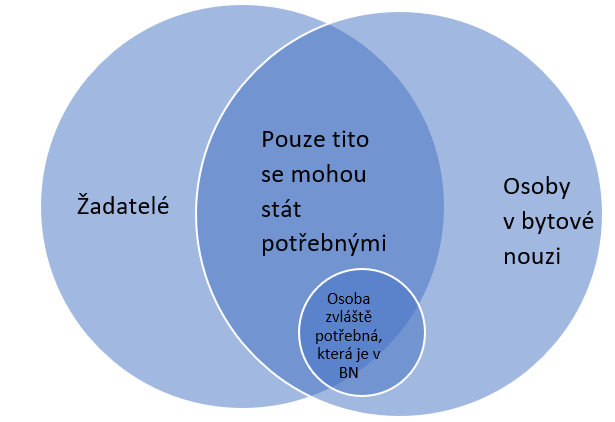 Žadatelé
Pouze tito
se mohou
stát
potřebnými
Osoby
v bytové
nouzi
Osoba
zvláště
potřebná,
která je v
BN